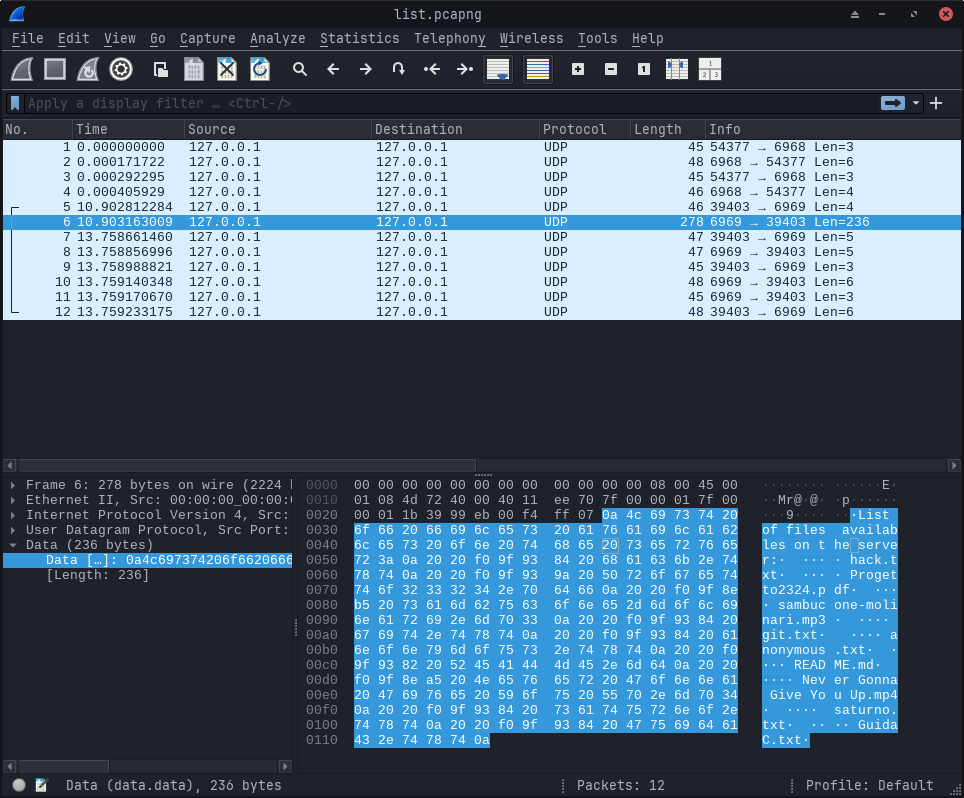 list.pcapng
File Edit View Go Capture Analyze Statistics Telephony Wireless Tools Help
Apply a display filter … <Ctrl-/>
No. Time Source Destination Protocol Length Info
1 0.000000000 127.0.0.1 127.0.0.1 UDP 45 54377 → 6968 Len=3
2 0.000171722 127.0.0.1 127.0.0.1 UDP 48 6968 → 54377 Len=6
3 0.000292295 127.0.0.1 127.0.0.1 UDP 45 54377 → 6968 Len=3
4 0.000405929 127.0.0.1 127.0.0.1 UDP 46 6968 → 54377 Len=4
5 10.902812284 127.0.0.1 127.0.0.1 UDP 46 39403 → 6969 Len=4
6 10.903163009 127.0.0.1 127.0.0.1 UDP 278 6969 → 39403 Len=236
7 13.758661460 127.0.0.1 127.0.0.1 UDP 47 39403 → 6969 Len=5
8 13.758856996 127.0.0.1 127.0.0.1 UDP 47 6969 → 39403 Len=5
9 13.758988821 127.0.0.1 127.0.0.1 UDP 45 39403 → 6969 Len=3
10 13.759140348 127.0.0.1 127.0.0.1 UDP 48 6969 → 39403 Len=6
11 13.759170670 127.0.0.1 127.0.0.1 UDP 45 6969 → 39403 Len=3
12 13.759233175 127.0.0.1 127.0.0.1 UDP 48 39403 → 6969 Len=6
Frame 6: 278 bytes on wire (2224 b
Ethernet II, Src: 00:00:00_00:00:0
Internet Protocol Version 4, Src:
User Datagram Protocol, Src Port:
Data (236 bytes)
Data […]: 0a4c697374206f6620666
[Length: 236]
0000 00 00 00 00 00 00 00 00 00 00 00 00 08 00 45 00 ········ ······E·
0010 01 08 4d 72 40 00 40 11 ee 70 7f 00 00 01 7f 00 ··Mr@·@· ·p······
0020 00 01 1b 39 99 eb 00 f4 ff 07 0a 4c 69 73 74 20 ···9···· ···List
0030 6f 66 20 66 69 6c 65 73 20 61 76 61 69 6c 61 62 of files availab
0040 6c 65 73 20 6f 6e 20 74 68 65 20 73 65 72 76 65 les on t he serve
0050 72 3a 0a 20 20 f0 9f 93 84 20 68 61 63 6b 2e 74 r:· ··· · hack.t
0060 78 74 0a 20 20 f0 9f 93 9a 20 50 72 6f 67 65 74 xt· ··· · Proget
0070 74 6f 32 33 32 34 2e 70 64 66 0a 20 20 f0 9f 8e to2324.p df· ···
0080 b5 20 73 61 6d 62 75 63 6f 6e 65 2d 6d 6f 6c 69 · sambuc one-moli
0090 6e 61 72 69 2e 6d 70 33 0a 20 20 f0 9f 93 84 20 nari.mp3 · ····
00a0 67 69 74 2e 74 78 74 0a 20 20 f0 9f 93 84 20 61 git.txt· ···· a
00b0 6e 6f 6e 79 6d 6f 75 73 2e 74 78 74 0a 20 20 f0 nonymous .txt· ·
00c0 9f 93 82 20 52 45 41 44 4d 45 2e 6d 64 0a 20 20 ··· READ ME.md·
00d0 f0 9f 8e a5 20 4e 65 76 65 72 20 47 6f 6e 6e 61 ···· Nev er Gonna
00e0 20 47 69 76 65 20 59 6f 75 20 55 70 2e 6d 70 34 Give Yo u Up.mp4
00f0 0a 20 20 f0 9f 93 84 20 73 61 74 75 72 6e 6f 2e · ···· saturno.
0100 74 78 74 0a 20 20 f0 9f 93 84 20 47 75 69 64 61 txt· ·· ·· Guida
0110 43 2e 74 78 74 0a C.txt·
Data (data.data), 236 bytes Packets: 12 Profile: Default